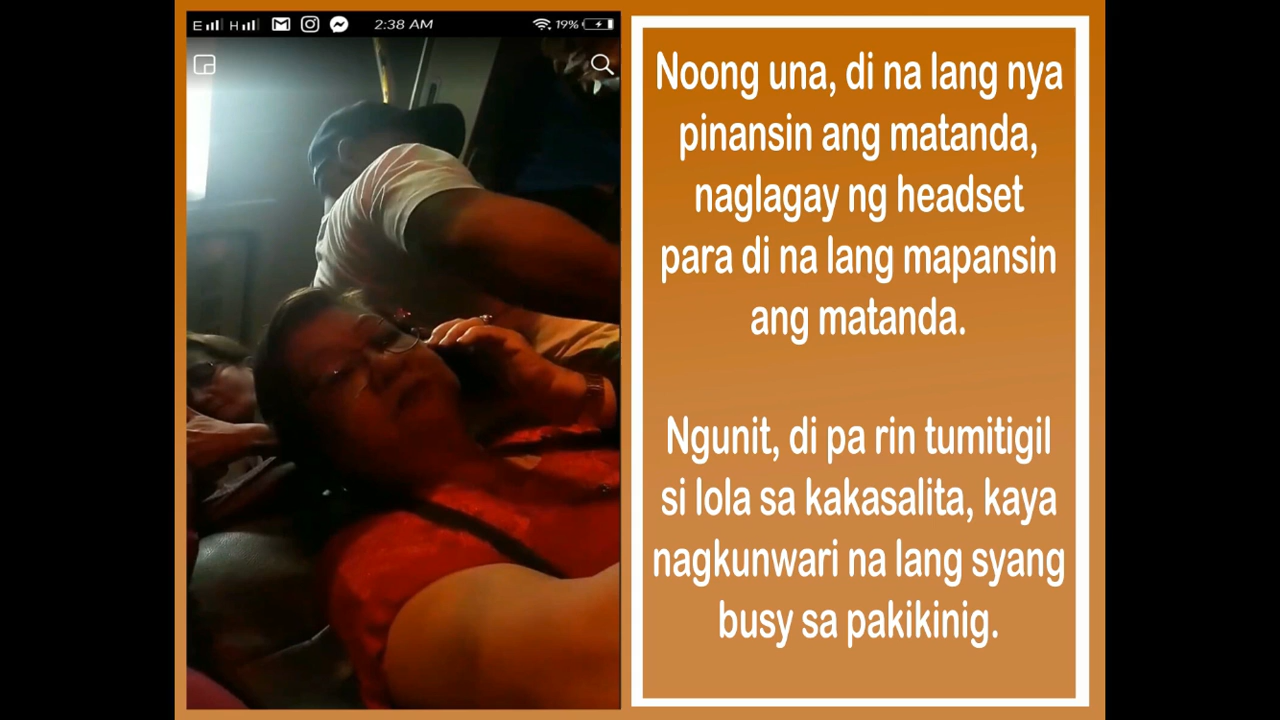 E H 2:38 AM 19%
Noong una, di na lang nya
pinansin ang matanda,
naglagay ng headset
para di na lang mapansin
ang matanda.
Ngunit, di pa rin tumitigil
si lola sa kakasalita, kaya
nagkunwari na lang syang
busy sa pakikinig.